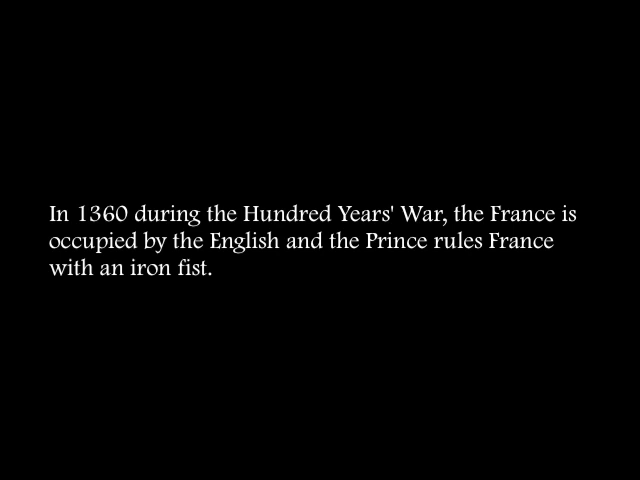 In 1360 during the Hundred Years' War, the France is
occupied by the English and the Prince rules France
with an iron fist.